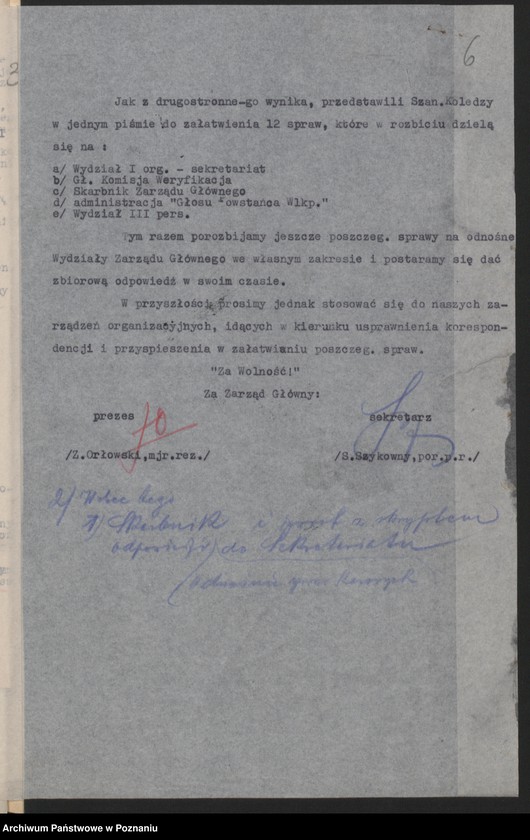 6
Jak z drugostronne-go wynika, przedstawili Szan.Koledzy
w jednym piśmie do załatwienia 12 spraw, które w rozbiciu dzielą
się na :
a/ Wydział I org. - sekretariat
b/ Gł. Komisja Weryfikacja
c/ Skarbnik Zarządu Głównego
d/ administracja "Głosu Powstańca Wlkp."
e/ Wydział III pers.
Tym razem porozbijamy jeszcze poszczeg. sprawy na odnośne
Wydziały Zarządu Głównego we własnym zakresie i postaramy się dać
zbiorową odpowiedź w swoim czasie.
W przyszłości prosimy jednak stosować się do naszych za-
rządzeń organizacyjnych, idących w kierunku usprawnienia korespon-
dencji i przyspieszenia w załatwianiu poszczeg. spraw.
"Za Wolność!"
Za Zarząd Główny:
prezes sekretarz
/Z.Orłowski,mjr.rez./ /S.Szykowny,por.p.r./
2/ Wobec tego
1) Skarbnik i
do Sekretariatu
Archiwum Państwowe w Poznaniu